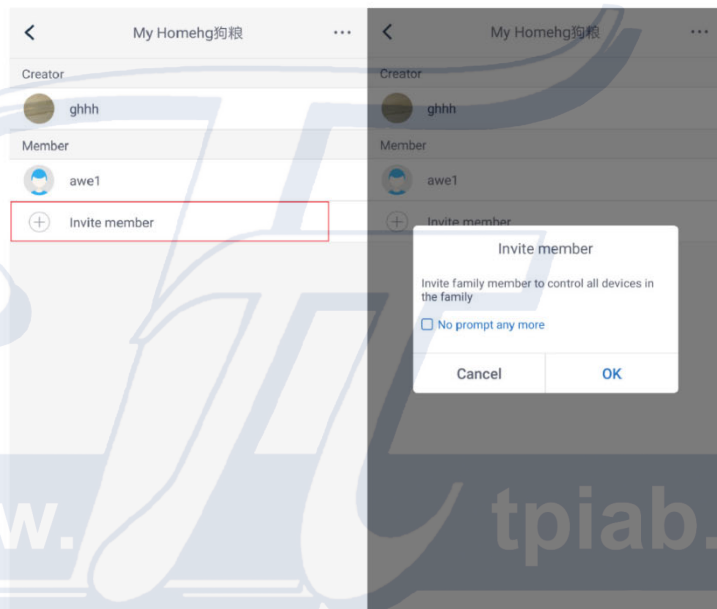 My Homehg狗粮
Creator
ghhh
Member
awe1
Invite member
My Homehg狗粮
Creator
ghhh
Member
awe1
Invite member
Invite member
Invite family member to control all devices in
the family
No prompt any more
Cancel
OK
w.
tpiab.